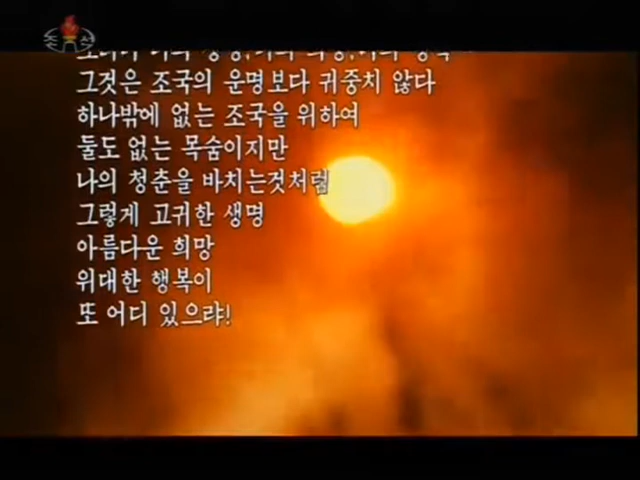 조선
그것은 조국의 운명보다 귀중치 않다
하나밖에 없는 조국을 위하여
둘도 없는 목숨이지만
나의 청춘을 바치는것처럼
그렇게 고귀한 생명
아름다운 희망
위대한 행복이
또 어디 있으랴!